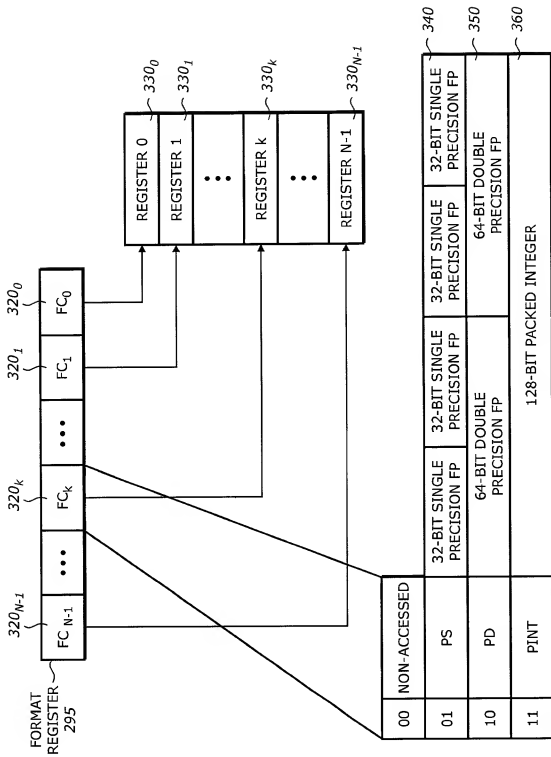 FORMAT
REGISTER
295
320N-1
320k
3201
3200
FC N-1
•••
FCk
•••
FC1
FC0
REGISTER 0
REGISTER 1
•••
REGISTER k
•••
REGISTER N-1
3300
3301
330k
330N-1
00
NON-ACCESSED
01
PS
32-BIT SINGLE
PRECISION FP
32-BIT SINGLE
PRECISION FP
32-BIT SINGLE
PRECISION FP
32-BIT SINGLE
PRECISION FP
340
10
PD
64-BIT DOUBLE
PRECISION FP
64-BIT DOUBLE
PRECISION FP
350
11
PINT
128-BIT PACKED INTEGER
360